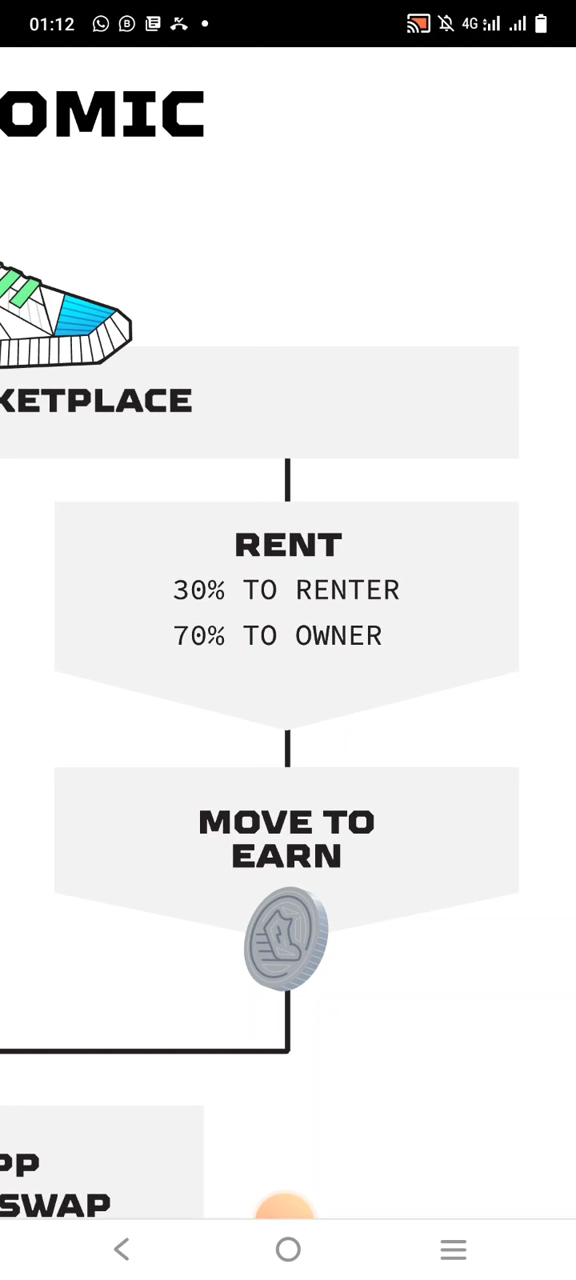 01:12
4G
OMIC
KETPLACE
RENT
30% TO RENTER
70% TO OWNER
MOVE TO
EARN
PP
SWAP